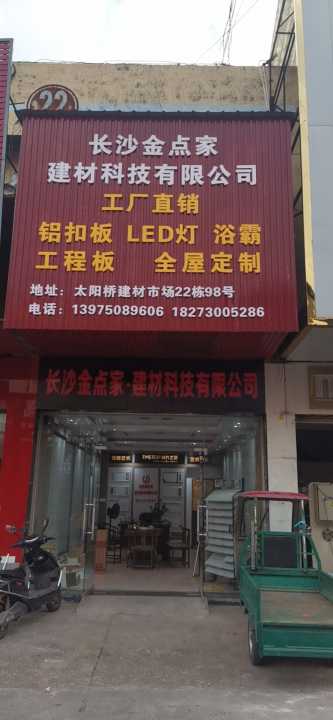 22
长沙金点家
建材科技有限公司
工厂直销
铝扣板 LED灯 浴霸
工程板 全屋定制
地址：太阳桥建材市场22栋98号
电话：13975089606 18273005286
长沙金点家·建材科技有限公司